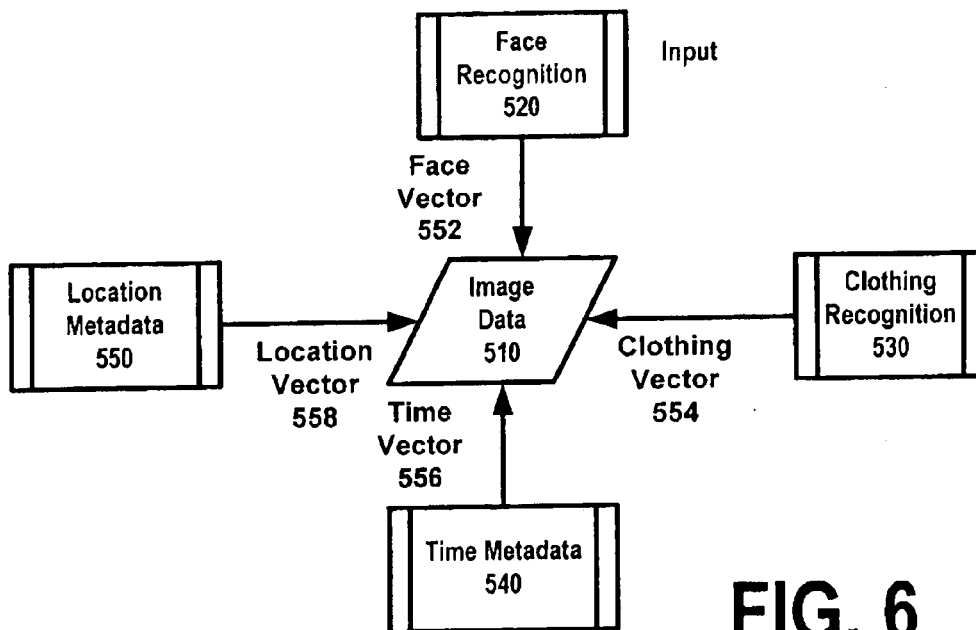 Face
Recognition
520
Input
Face
Vector
552
Location
Metadata
550
Image
Data
510
Clothing
Recognition
530
Location
Vector
558
Clothing
Vector
554
Time
Vector
556
Time Metadata
540
FIG. 6